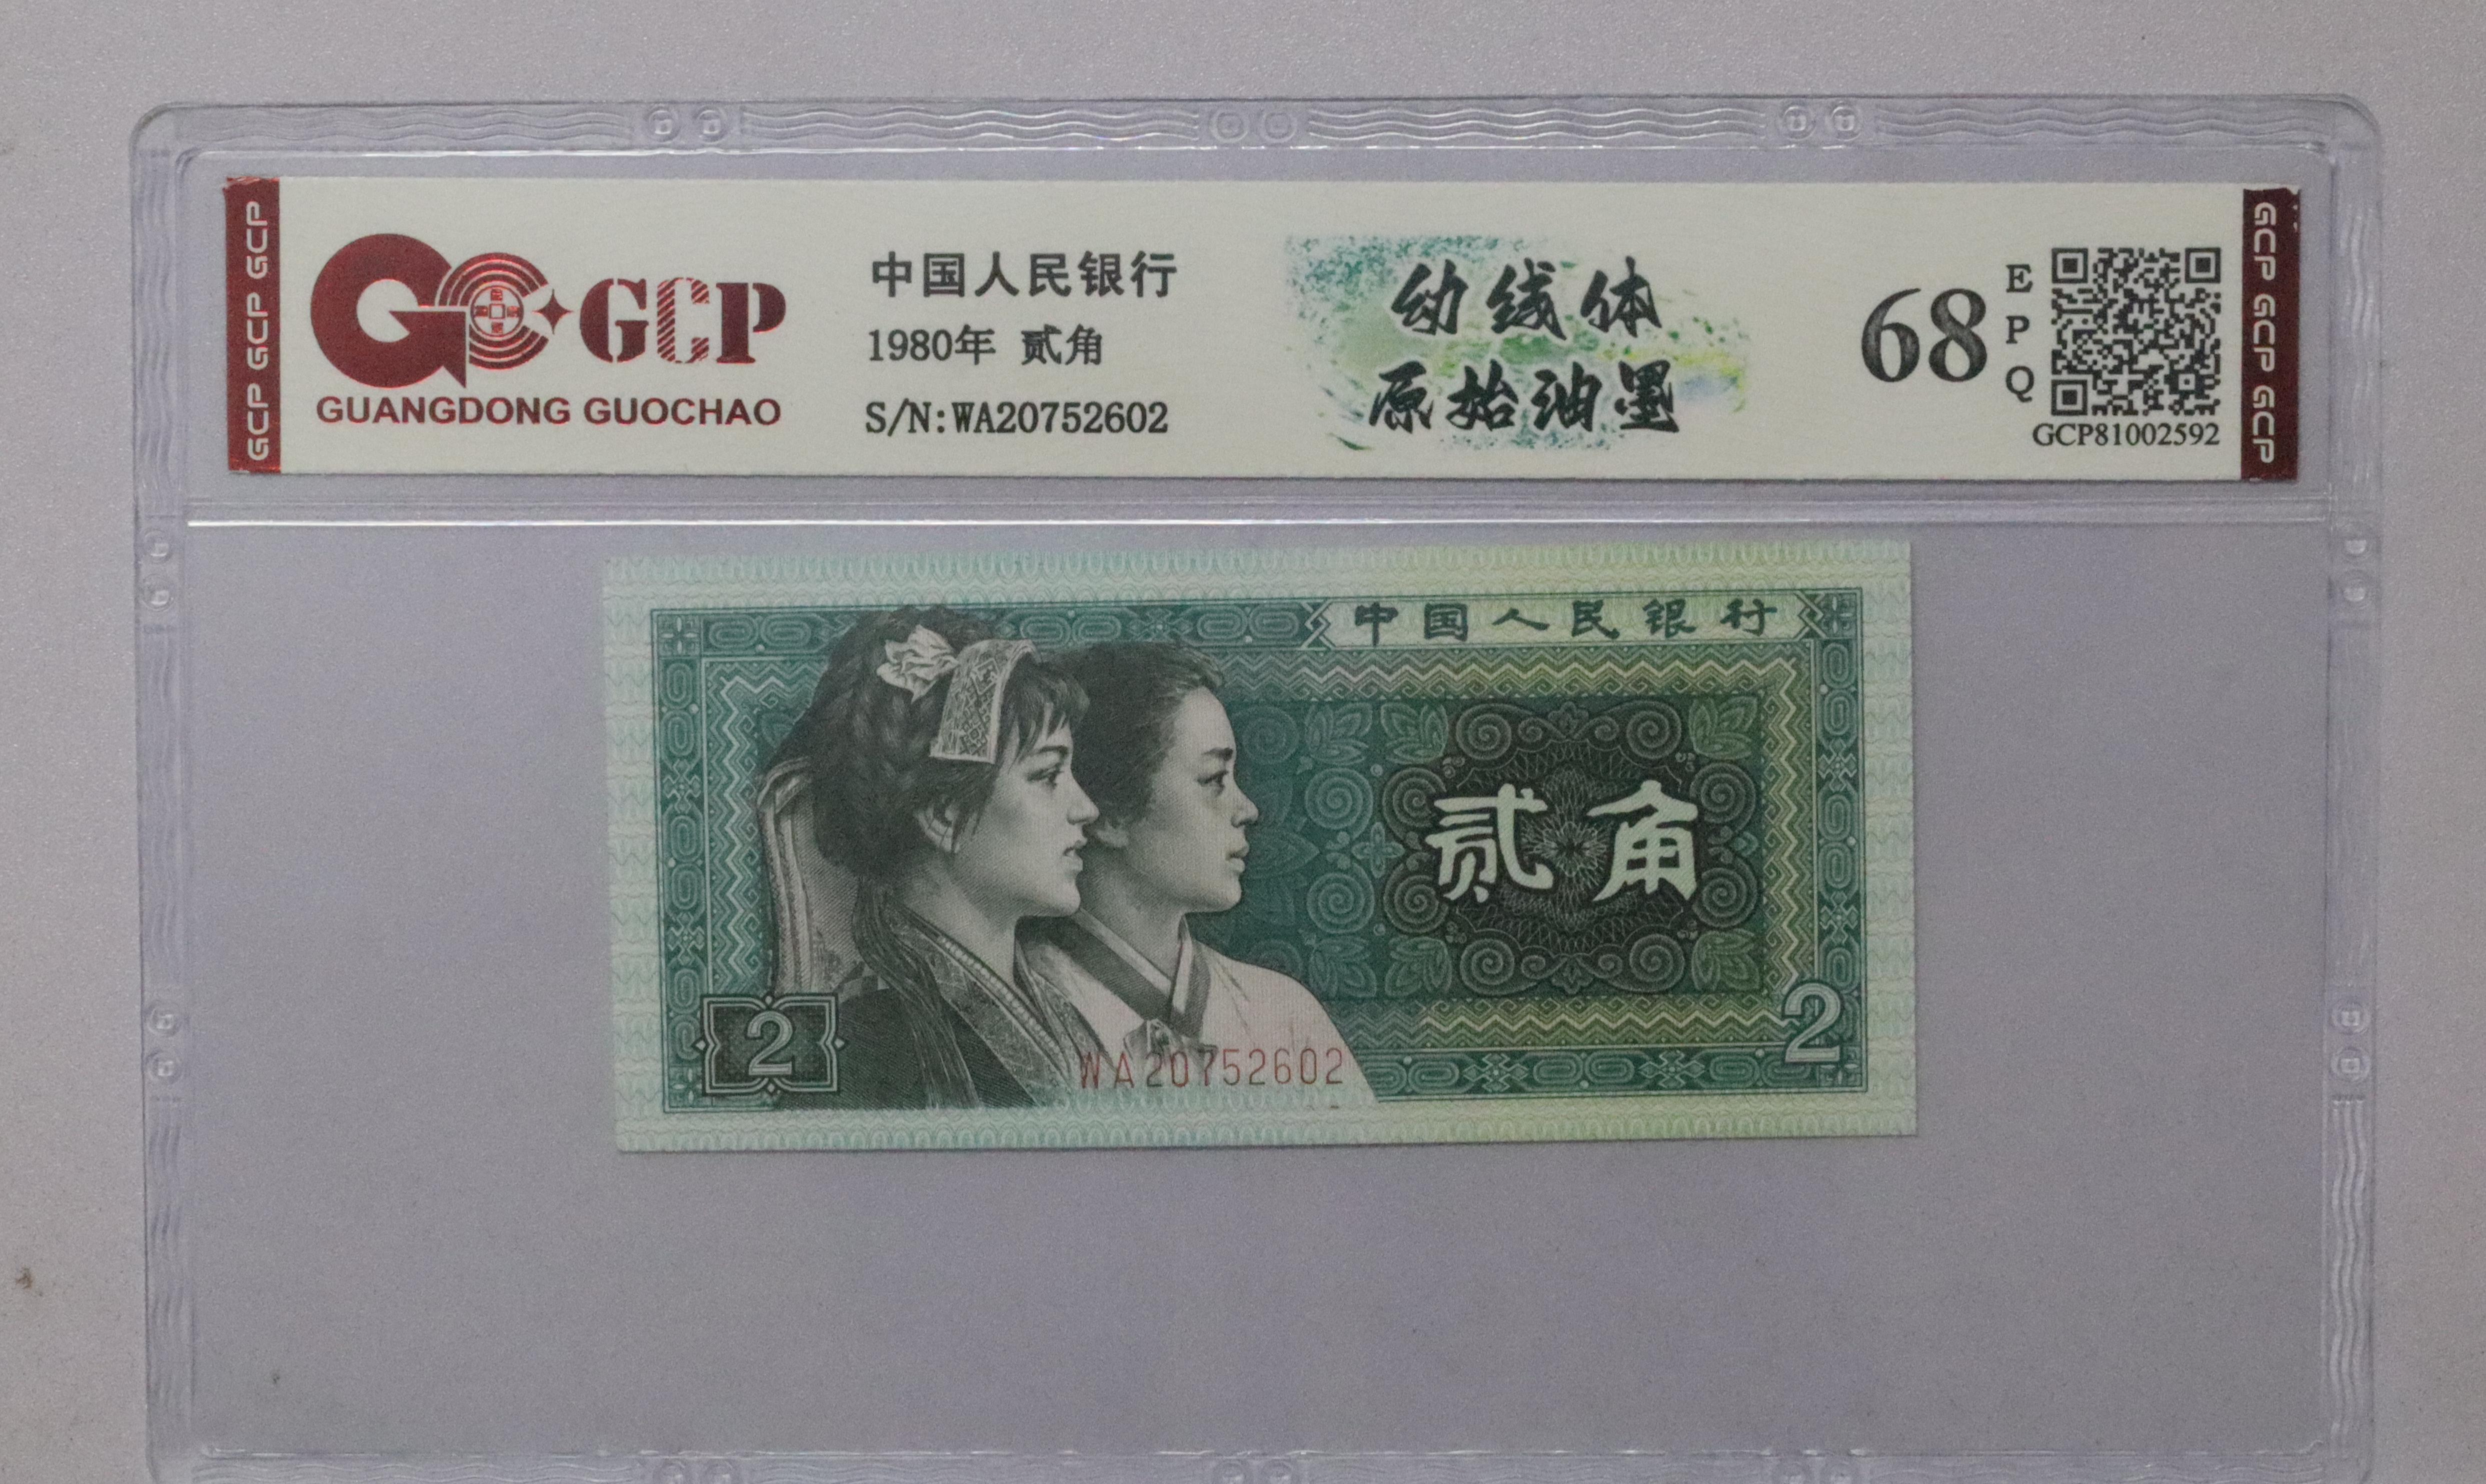 GCP GCP GCP
GCP
GUANGDONG GUOCHAO
中国人民银行
1980年 贰角
S/N:WA20752602
幼线体
原始油墨
68
EPQ
GCP81002592
GCP GCP GCP
中国人民银行
贰角
2
WA20752602
2